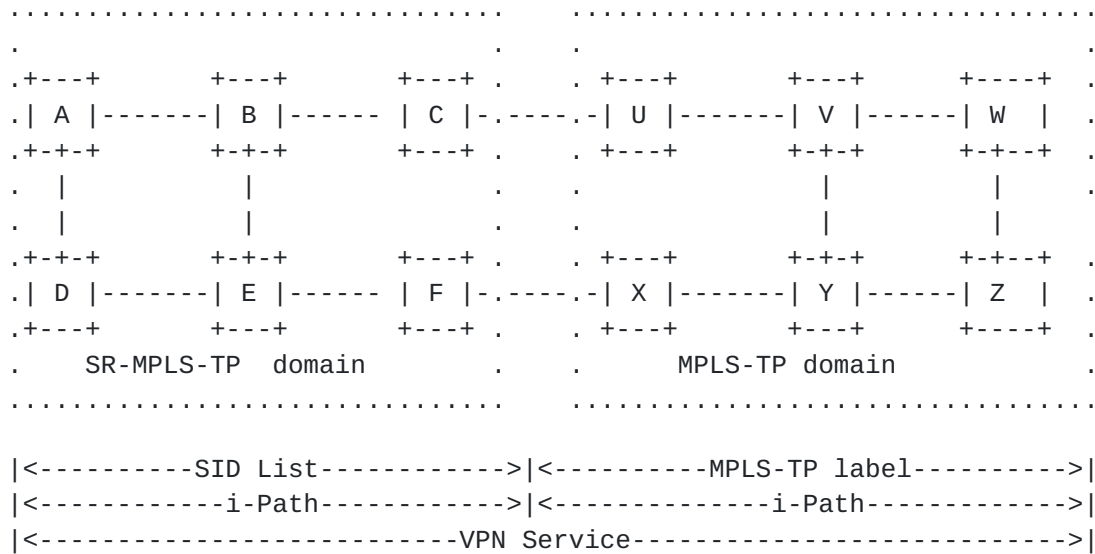 ................................    ..................................
.                               .    .                                 .
.+---+       +---+       +---+ .    . +---+       +---+      +----+  .
.| A |-------| B |------ | C |-.----.-| U |-------| V |------| W  |  .
.+-+-+       +-+-+       +---+ .    . +---+       +-+-+      +-+--+  .
.  |           |               .    .               |          |     .
.  |           |               .    .               |          |
.+-+-+       +-+-+       +---+ .    . +---+       +-+-+      +-+--+  .
.| D |-------| E |------ | F |-.----.-| X |-------| Y |------| Z  |  .
.+---+       +---+       +---+ .    . +---+       +---+      +----+  .
.    SR-MPLS-TP  domain        .    .      MPLS-TP domain            .
................................    ..................................
|<----------SID List------------>|<----------MPLS-TP label---------->|
|<------------i-Path------------>|<--------------i-Path------------->|
|<----------------------------VPN Service--------------------------->|